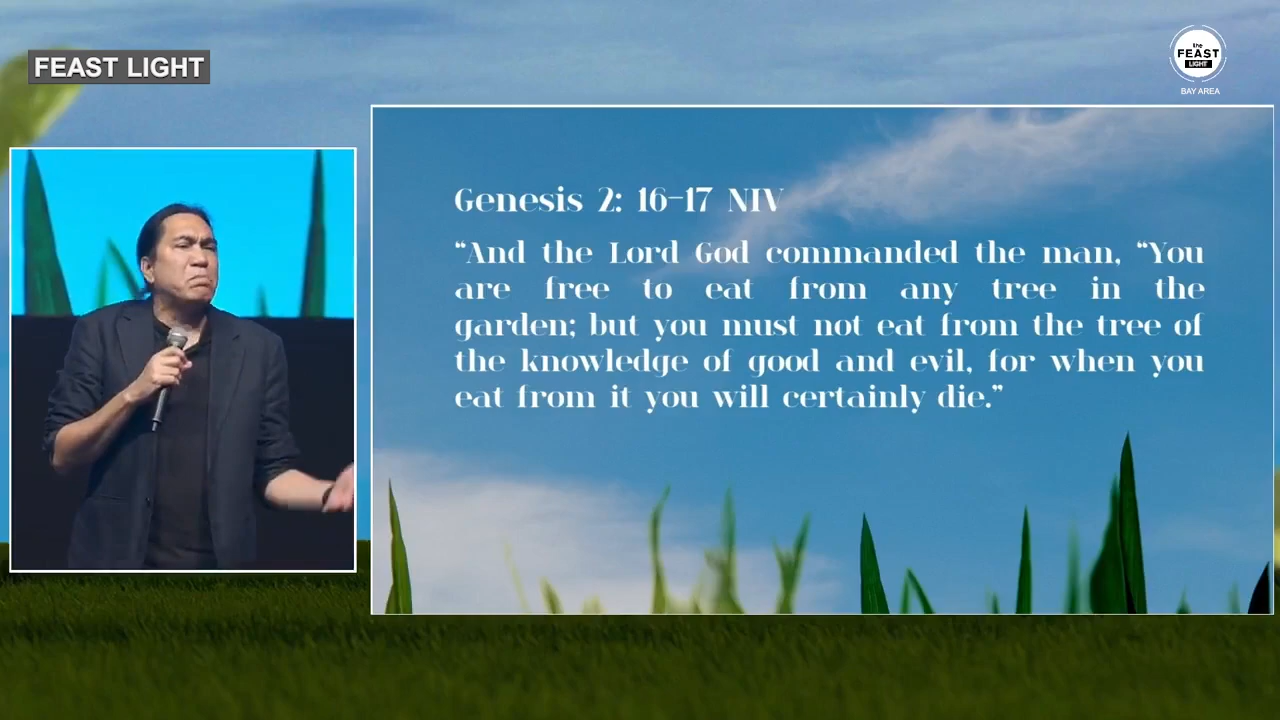 FEAST LIGHT
the
FEAST
LIGHT
BAY AREA
Genesis 2: 16-17 NIV
“And the Lord God commanded the man, “You
are free to eat from any tree in the
garden; but you must not eat from the tree of
the knowledge of good and evil, for when you
eat from it you will certainly die.”